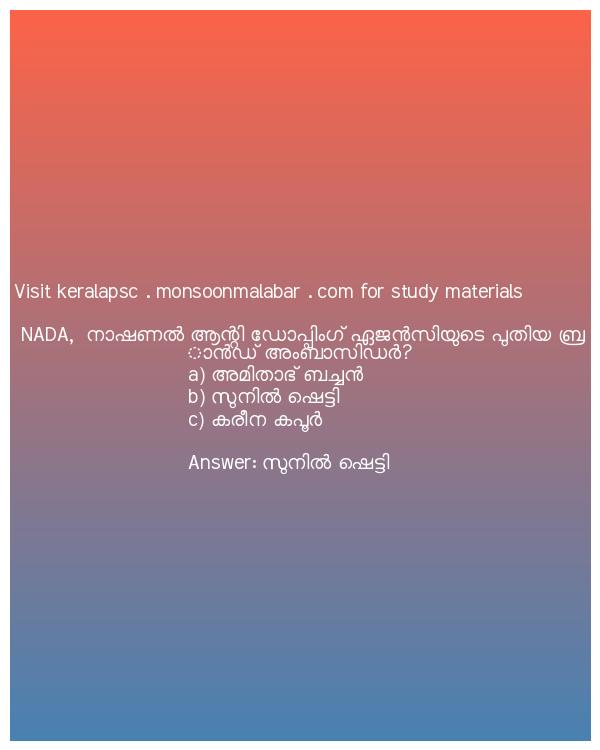 Visit keralapsc . monsoonmalabar . com for study materials
NADA, നാഷണൽ ആന്റി ഡോപ്പിംഗ് ഏജൻസിയുടെ പുതിയ ബ്ര
ാൻഡ് അംബാസിഡർ?
a) അമിതാഭ് ബച്ചൻ
b) സുനിൽ ഷെട്ടി
c) കരീന കപൂർ
Answer: സുനിൽ ഷെട്ടി